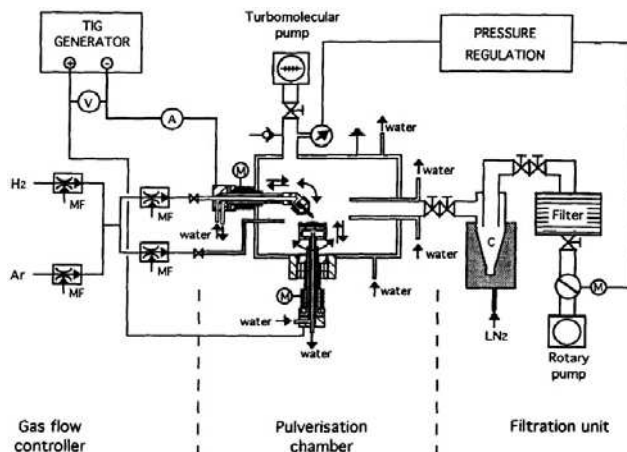 TIG
GENERATOR
+
-
V
A
Turbomolecular
pump
PRESSURE
REGULATION
water
water
H2
MF
MF
M
water
Ar
MF
MF
M
water
water
water
water
C
LN2
Filter
M
Rotary
pump
Gas flow
controller
Pulverisation
chamber
Filtration unit